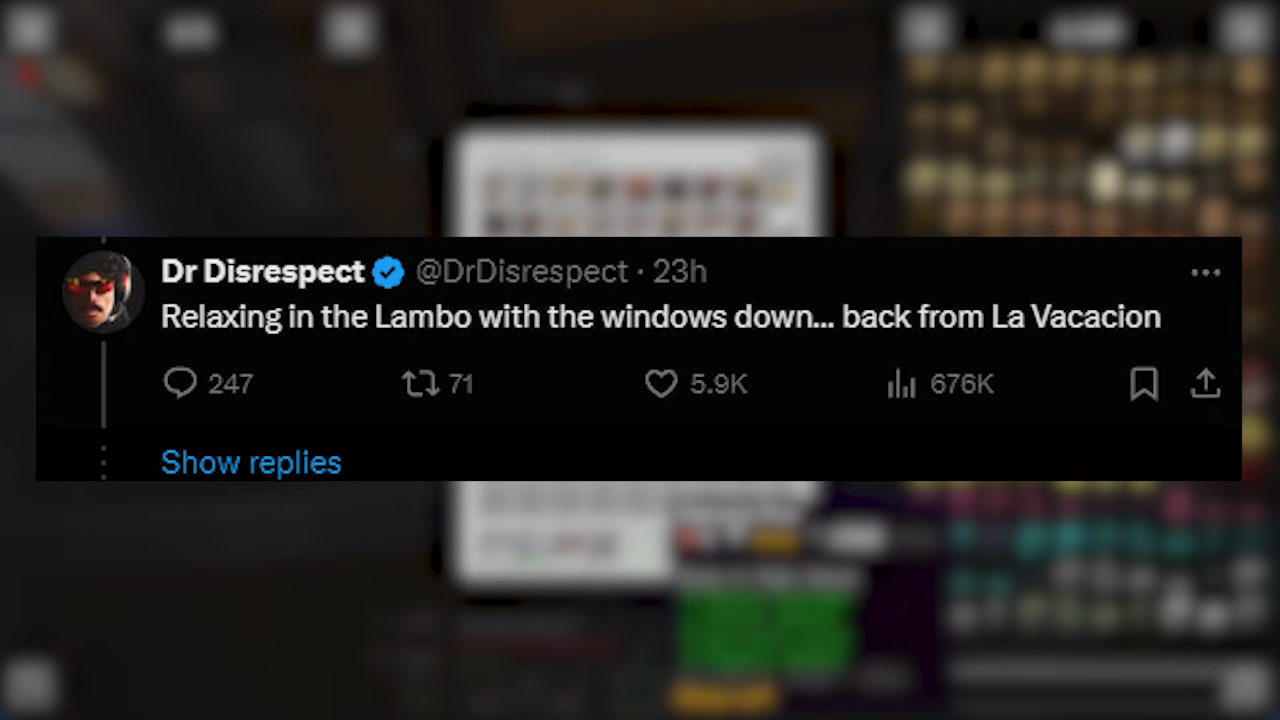 Dr Disrespect @DrDisrespect · 23h
Relaxing in the Lambo with the windows down... back from La Vacacion
247 71 5.9K 676K
Show replies